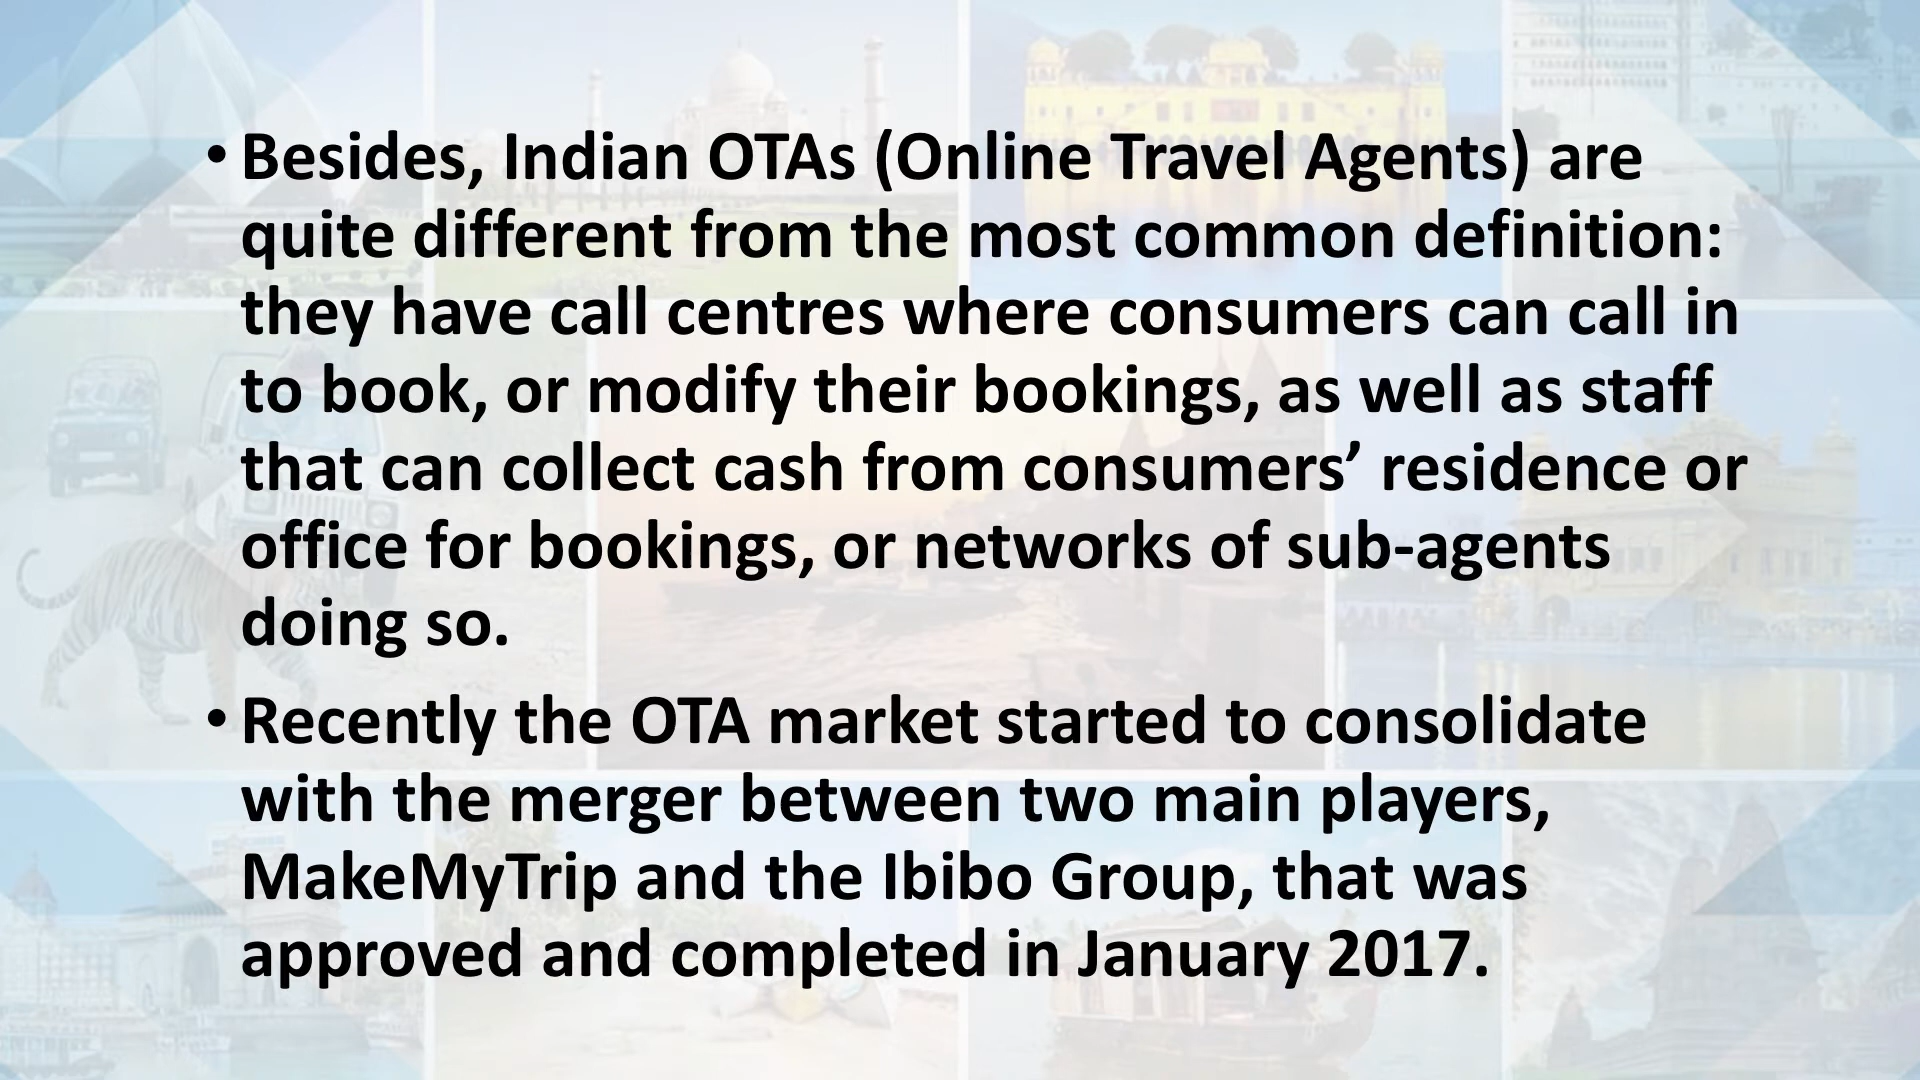 • Besides, Indian OTAs (Online Travel Agents) are
quite different from the most common definition:
they have call centres where consumers can call in
to book, or modify their bookings, as well as staff
that can collect cash from consumers’ residence or
office for bookings, or networks of sub-agents
doing so.
• Recently the OTA market started to consolidate
with the merger between two main players,
MakeMyTrip and the Ibibo Group, that was
approved and completed in January 2017.